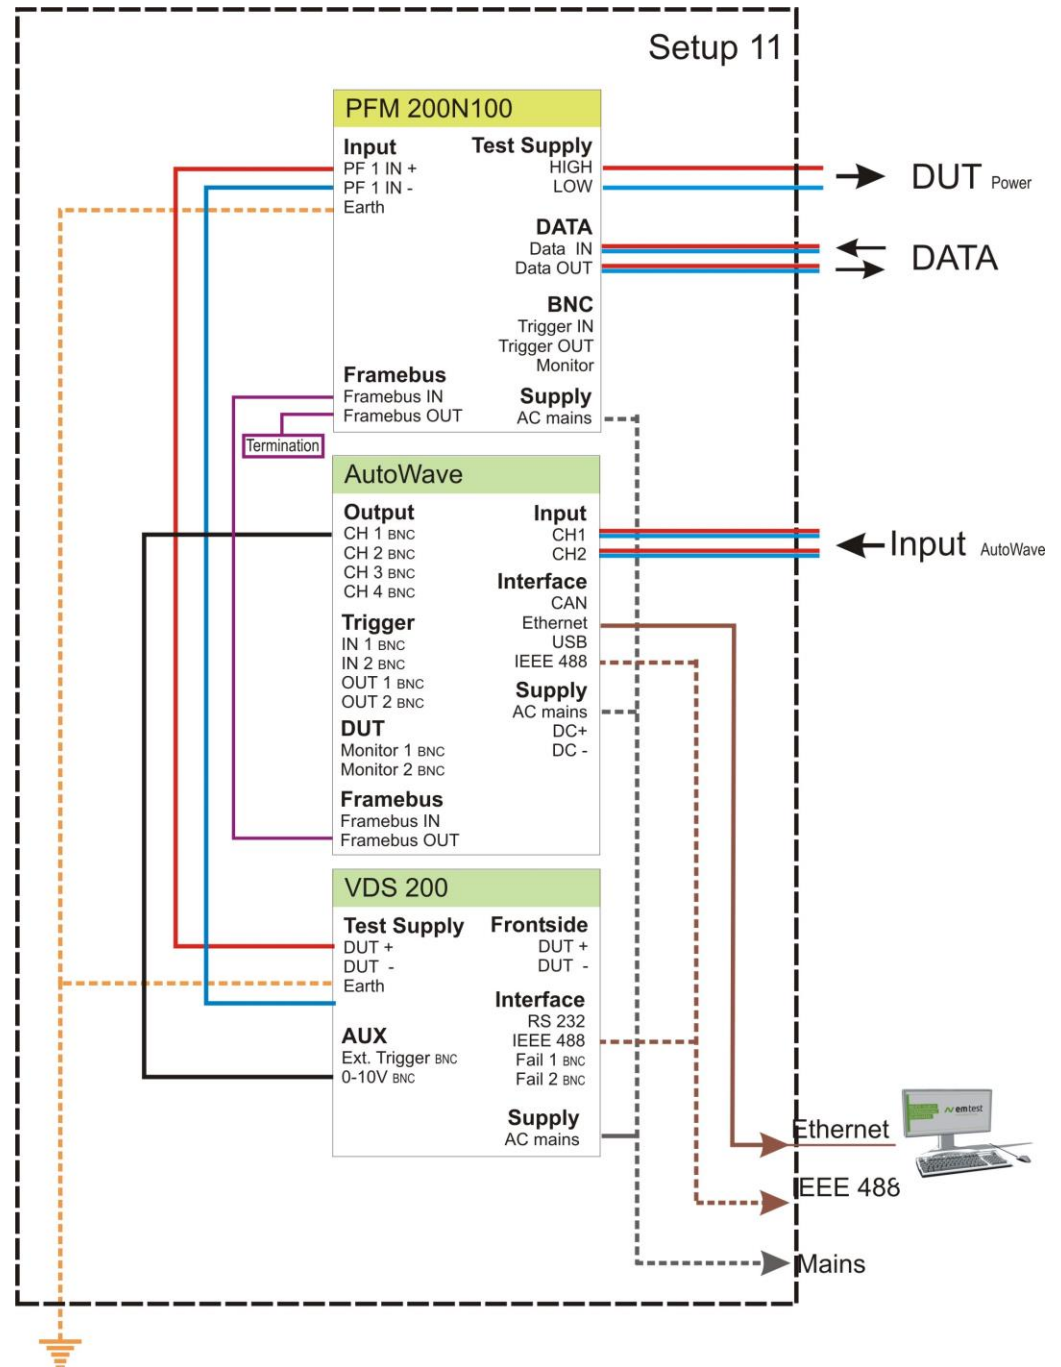 Setup 11
PFM 200N100
Input
PF 1 IN +
PF 1 IN -
Earth
Test Supply
HIGH
LOW
DUT Power
DATA
Data IN
Data OUT
DATA
BNC
Trigger IN
Trigger OUT
Monitor
Framebus
Framebus IN
Framebus OUT
Termination
Supply
AC mains
AutoWave
Output
CH 1 BNC
CH 2 BNC
CH 3 BNC
CH 4 BNC
Input
CH1
CH2
Input AutoWave
Trigger
IN 1 BNC
IN 2 BNC
OUT 1 BNC
OUT 2 BNC
Interface
CAN
Ethernet
USB
IEEE 488
DUT
Monitor 1 BNC
Monitor 2 BNC
Supply
AC mains
DC+
DC -
Framebus
Framebus IN
Framebus OUT
VDS 200
Test Supply
DUT +
DUT -
Earth
Frontside
DUT +
DUT -
AUX
Ext. Trigger BNC
0-10V BNC
Interface
RS 232
IEEE 488
Fail 1 BNC
Fail 2 BNC
Supply
AC mains
emtest
Ethernet
IEEE 488
Mains